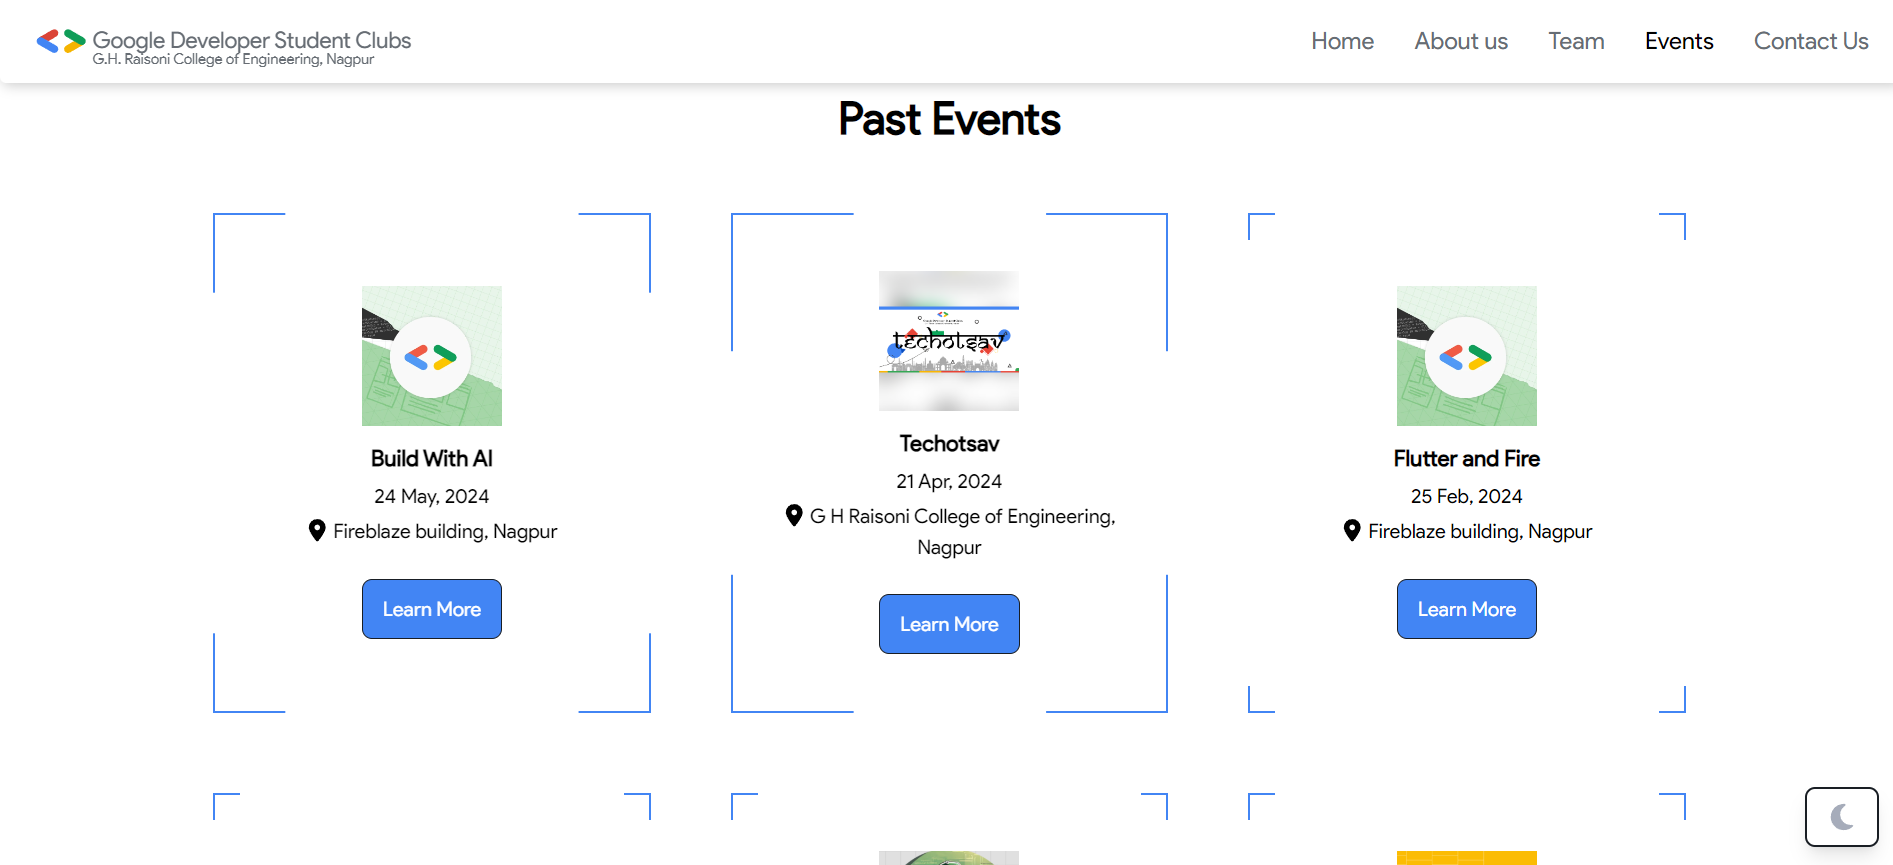 Google Developer Student Clubs
G.H. Raisoni College of Engineering, Nagpur
Home
About us
Team
Events
Contact Us
Past Events
Build With AI
24 May, 2024
Fireblaze building, Nagpur
Learn More
techotsav
Techotsav
21 Apr, 2024
G H Raisoni College of Engineering,
Nagpur
Learn More
Flutter and Fire
25 Feb, 2024
Fireblaze building, Nagpur
Learn More